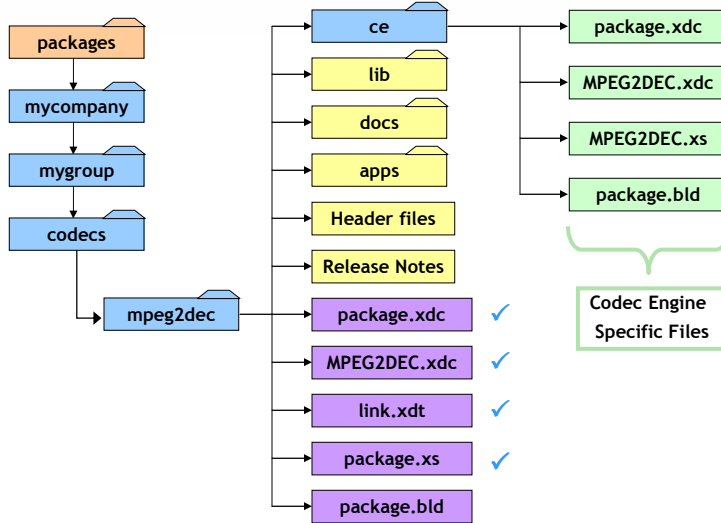 packages
mycompany
mygroup
codecs
mpeg2dec
ce
lib
docs
apps
Header files
Release Notes
package.xdc
MPEG2DEC.xdc
link.xdt
package.xs
package.bld
package.xdc
MPEG2DEC.xdc
MPEG2DEC.xs
package.bld
Codec Engine
Specific Files